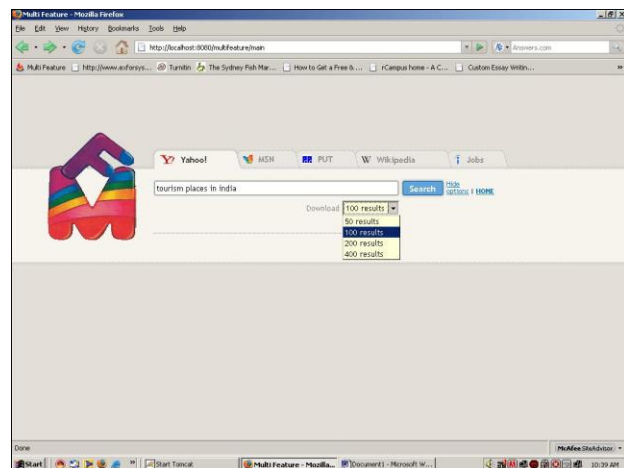 Multi Feature - Mozilla Firefox
File Edit View History Bookmarks Tools Help
http://localhost:8080/multifeature/main
Answers.com
Multi Feature http://www.exforsys... Turnitin The Sydney Fish Mar... How to Get a Free ... rCampus home - A C... Custom Essay Writin...
Yahoo! MSN PUT Wikipedia Jobs
tourism places in india Search Hide options | HOME
Download 100 results
50 results
100 results
200 results
400 results
Done McAfee SiteAdvisor
Start Start Tomcat Multi Feature - Mozilla... Document1 - Microsoft W... 10:39 AM